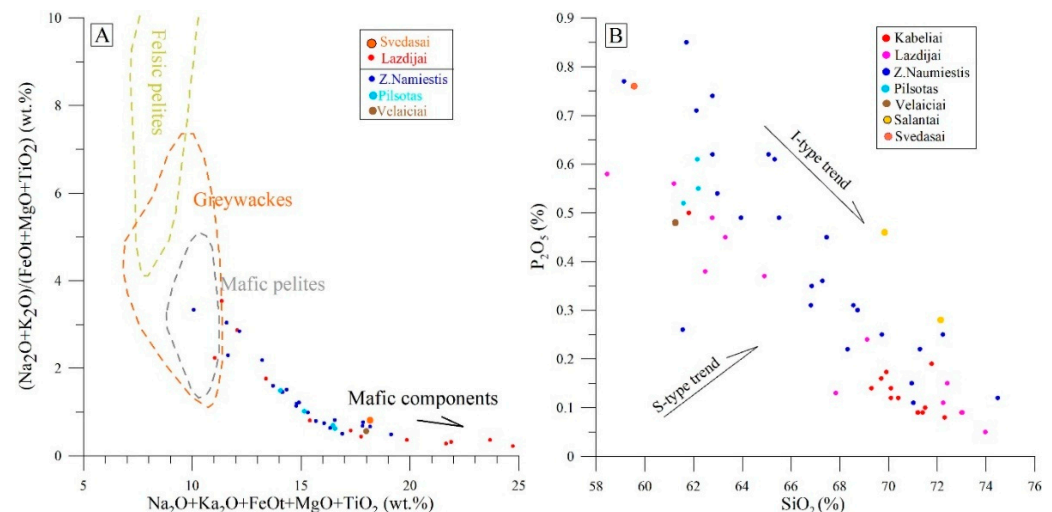 A
Svedasai
Lazdijai
Z.Namiestis
Pilsotas
Velaiciai
Felsic pelites
Greywackes
Mafic pelites
Mafic components
(Na₂O+K₂O)/(FeOt+MgO+TiO₂) (wt.%)
10
8
6
4
2
0
0
5
10
15
20
25
Na₂O+Ka₂O+FeOt+MgO+TiO₂ (wt.%)
B
Kabeliai
Lazdijai
Z.Naumiestis
Pilsotas
Velaiciai
Salantai
Svedasai
I-type trend
S-type trend
P₂O₅ (%)
0.9
0.8
0.7
0.6
0.5
0.4
0.3
0.2
0.1
0
58
60
62
64
66
68
70
72
74
76
SiO₂ (%)